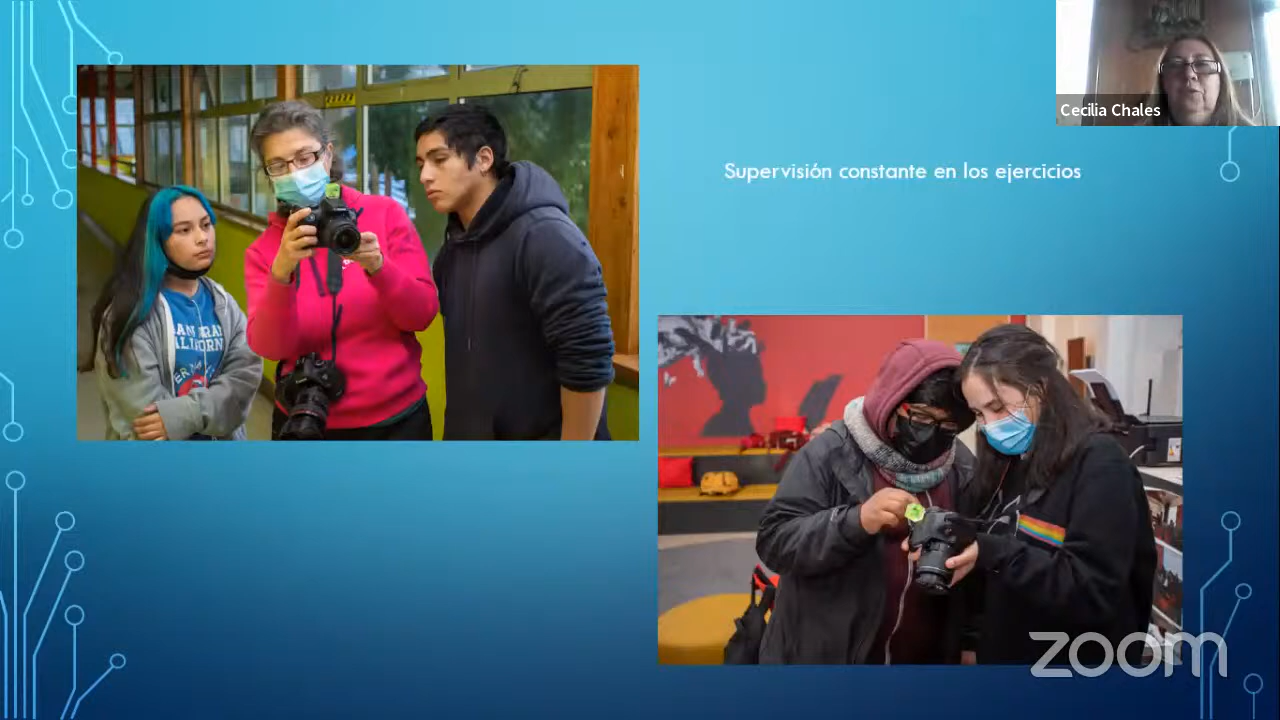 Cecilia Chales
Supervisión constante en los ejercicios
zoom